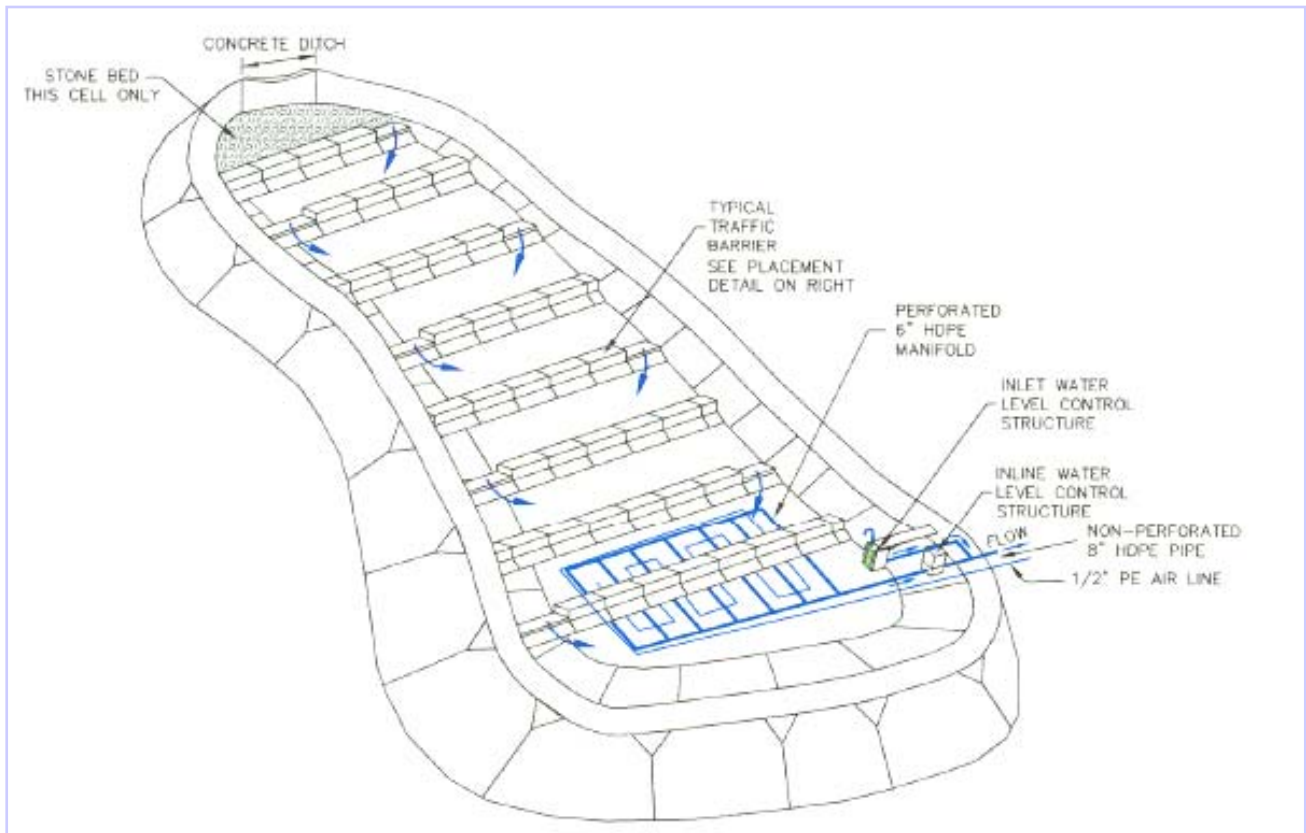 CONCRETE DITCH
STONE BED
THIS CELL ONLY
TYPICAL
TRAFFIC
BARRIER
SEE PLACEMENT
DETAIL ON RIGHT
PERFORATED
6" HDPE
MANIFOLD
INLET WATER
LEVEL CONTROL
STRUCTURE
INLINE WATER
LEVEL CONTROL
STRUCTURE
FLOW
NON-PERFORATED
8" HDPE PIPE
1/2" PE AIR LINE